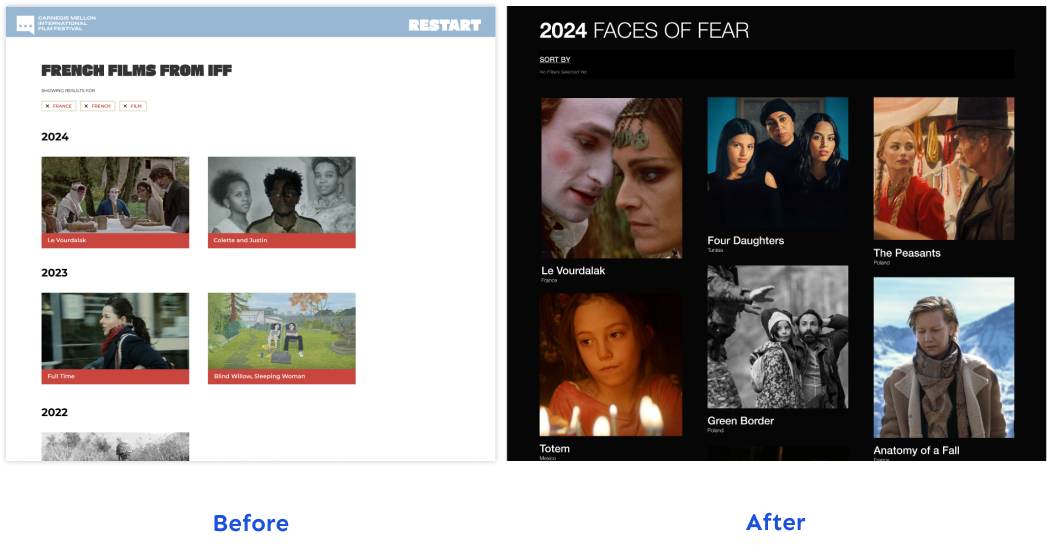 CARNEGIE MELLON
INTERNATIONAL
FILM FESTIVAL
RESTART
FRENCH FILMS FROM IFF
SHOWING RESULTS FOR
✕ FRANCE ✕ FRENCH ✕ FILM
2024
Le Vourdalak
Colette and Justin
2023
Full Time
Blind Willow, Sleeping Woman
2022
2024 FACES OF FEAR
SORT BY
No Filters Selected Yet
Le Vourdalak
France
Four Daughters
Tunisia
The Peasants
Poland
Totem
Mexico
Green Border
Poland
Anatomy of a Fall
France
Before
After